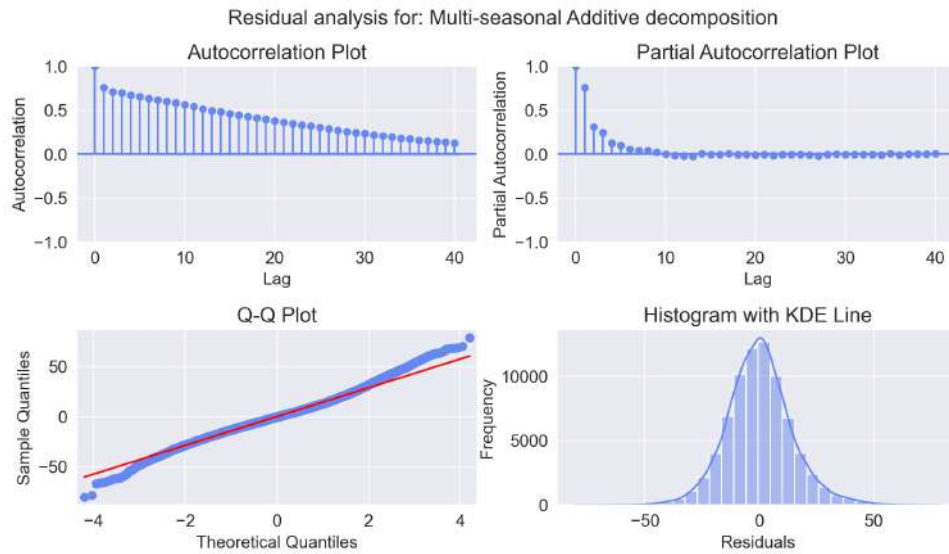 Residual analysis for: Multi-seasonal Additive decomposition
Autocorrelation Plot
1.0
0.5
0.0
−0.5
−1.0
Autocorrelation
0 10 20 30 40
Lag
Partial Autocorrelation Plot
1.0
0.5
0.0
−0.5
−1.0
Partial Autocorrelation
0 10 20 30 40
Lag
Q-Q Plot
50
0
−50
Sample Quantiles
−4 −2 0 2 4
Theoretical Quantiles
Histogram with KDE Line
10000
5000
0
Frequency
−50 0 50
Residuals